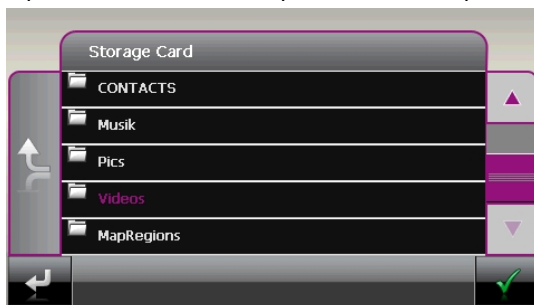 Storage Card
CONTACTS
Musik
Pics
Videos
MapRegions